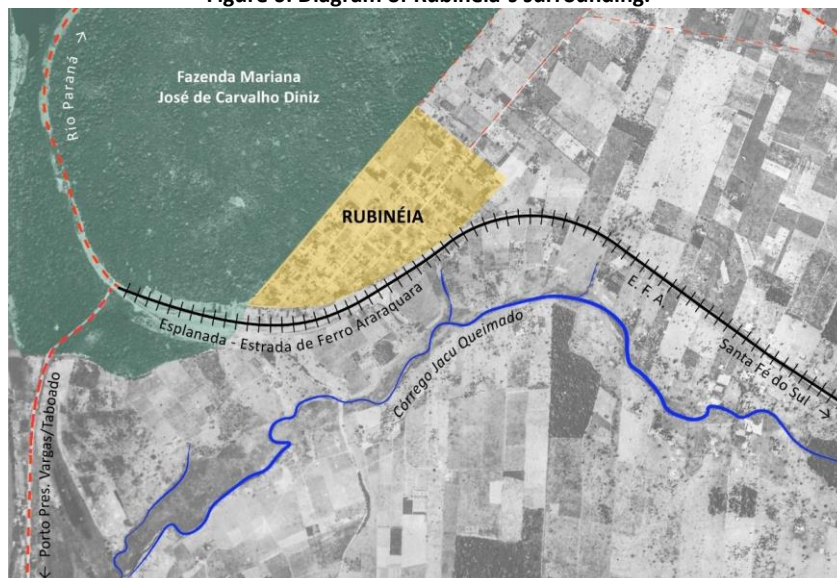 Figure 6. Diagram of Rubinéia's surrounding.
Rio Paraná →
Fazenda Mariana
José de Carvalho Diniz
RUBINÉIA
Esplanada - Estrada de Ferro Araraquara
E. F. A.
Santa Fé do Sul →
Córrego Jacu Queimado
← Porto Pres. Vargas/Taboado